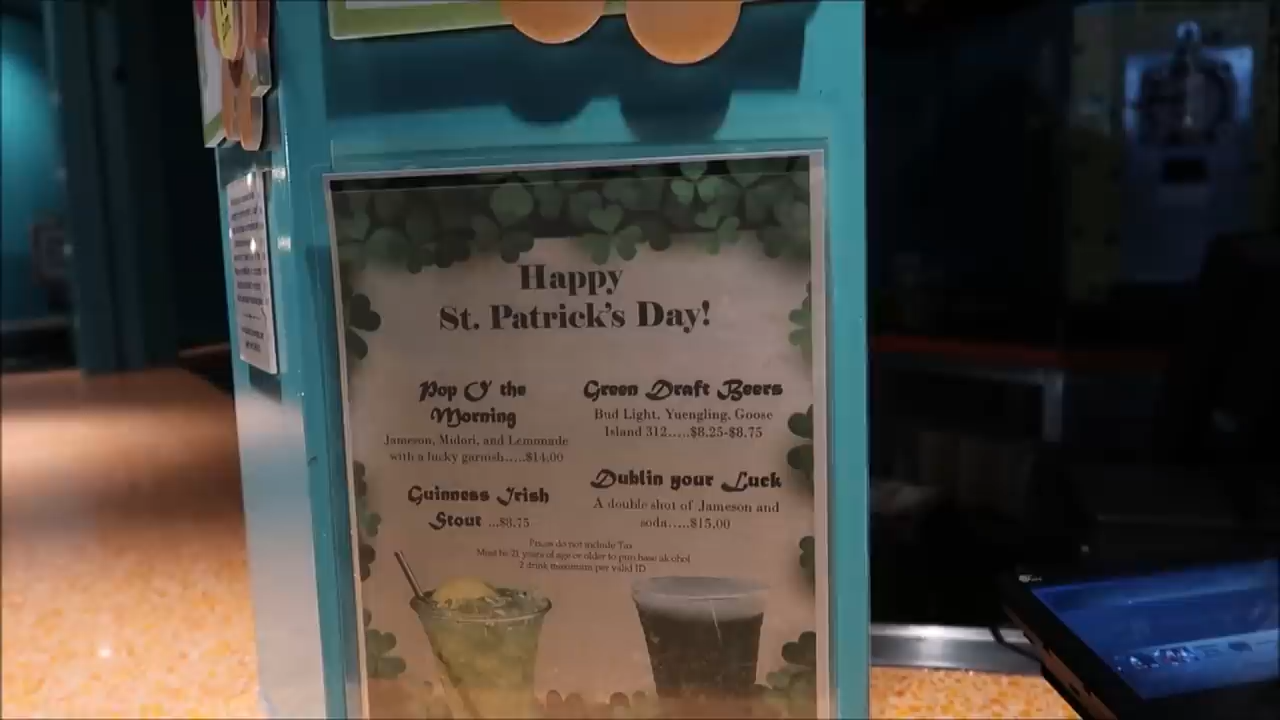 Happy
St. Patrick's Day!
Pop O' the
Morning
Jameson, Midori, and Lemonade
with a lucky garnish.....$14.00
Guinness Irish
Stout ...$8.75
Green Draft Beers
Bud Light, Yuengling, Goose
Island 312.....$8.25-$8.75
Dublin your Luck
A double shot of Jameson and
soda.....$15.00
Prices do not include Tax
Must be 21 years of age or older to purchase alcohol
2 drink maximum per valid ID